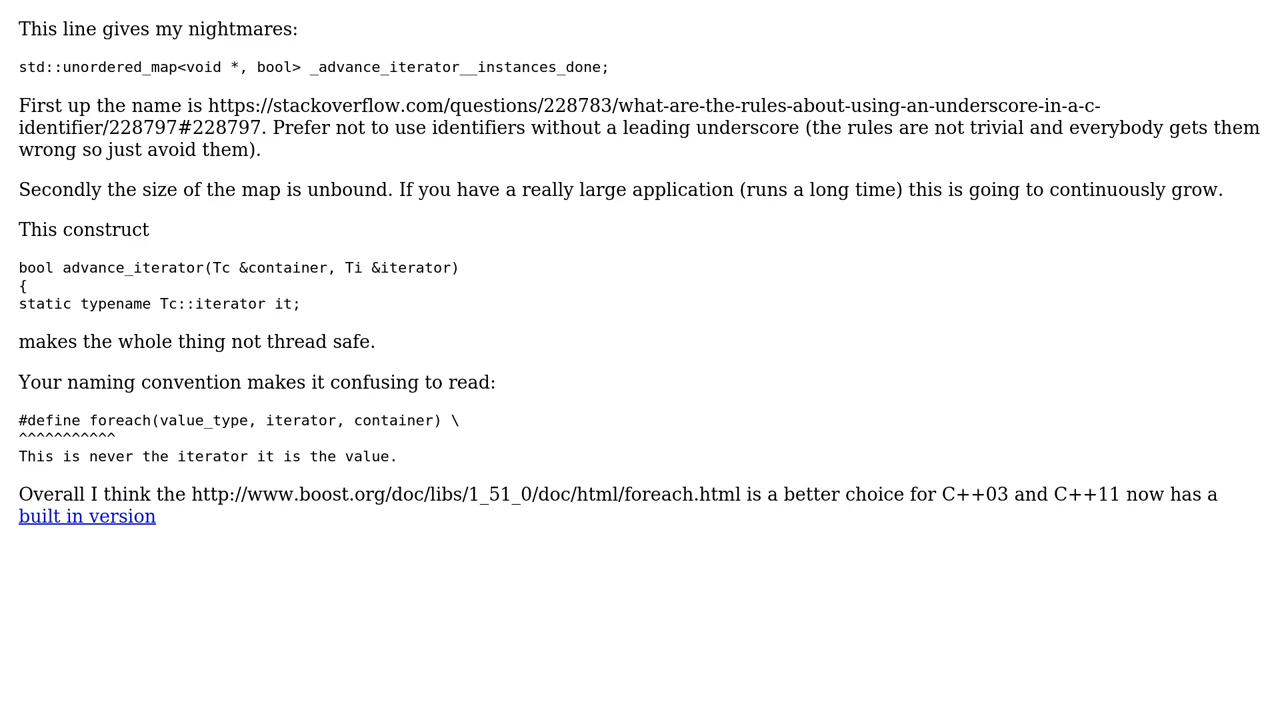 This line gives my nightmares:
std::unordered_map<void *, bool> _advance_iterator__instances_done;
First up the name is https://stackoverflow.com/questions/228783/what-are-the-rules-about-using-an-underscore-in-a-c-
identifier/228797#228797. Prefer not to use identifiers without a leading underscore (the rules are not trivial and everybody gets them
wrong so just avoid them).
Secondly the size of the map is unbound. If you have a really large application (runs a long time) this is going to continuously grow.
This construct
bool advance_iterator(Tc &container, Ti &iterator)
{
static typename Tc::iterator it;
makes the whole thing not thread safe.
Your naming convention makes it confusing to read:
#define foreach(value_type, iterator, container) \
^^^^^^^^^^^
This is never the iterator it is the value.
Overall I think the http://www.boost.org/doc/libs/1_51_0/doc/html/foreach.html is a better choice for C++03 and C++11 now has a
built in version